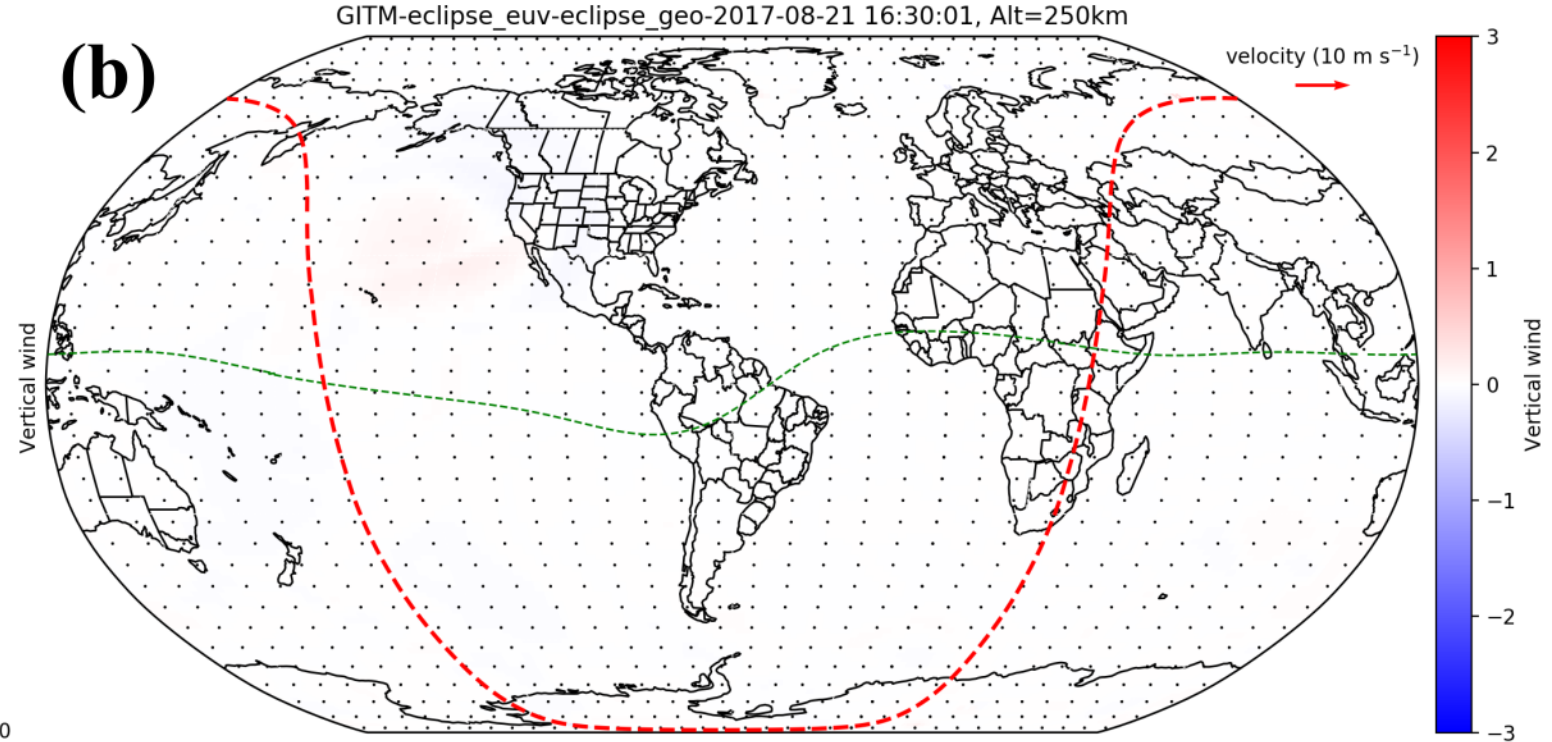 GITM-eclipse_euv-eclipse_geo-2017-08-21 16:30:01, Alt=250km
(b)
velocity (10 m s⁻¹)
Vertical wind
3
2
1
0
−1
−2
−3
Vertical wind
0